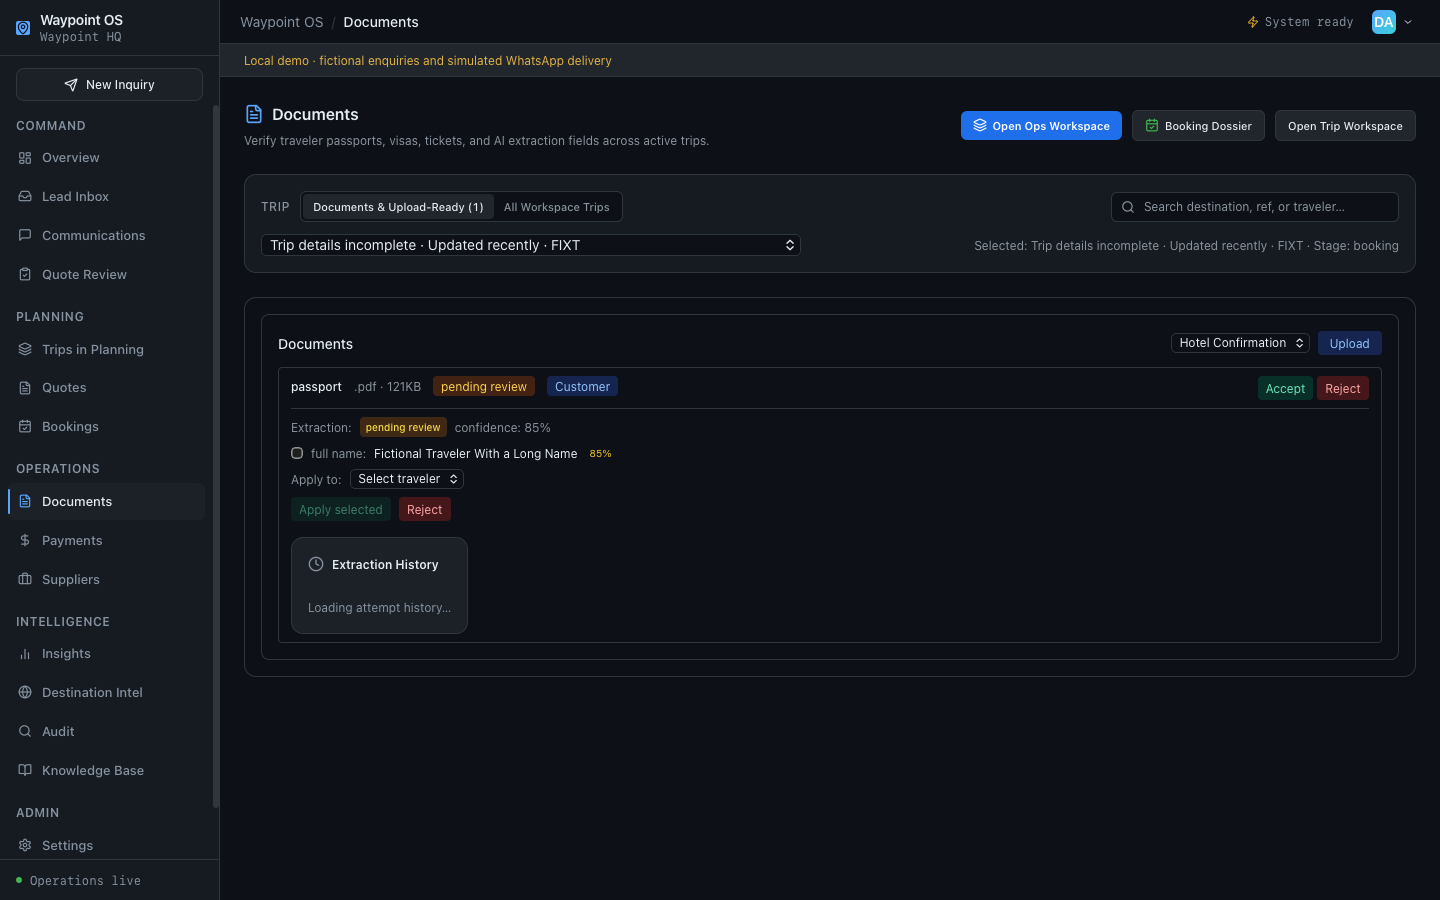 Waypoint OS
Waypoint HQ
New Inquiry
COMMAND
Overview
Lead Inbox
Communications
Quote Review
PLANNING
Trips in Planning
Quotes
Bookings
OPERATIONS
Documents
Payments
Suppliers
INTELLIGENCE
Insights
Destination Intel
Audit
Knowledge Base
ADMIN
Settings
Operations live
Waypoint OS / Documents
System ready
DA
Local demo · fictional enquiries and simulated WhatsApp delivery
Documents
Verify traveler passports, visas, tickets, and AI extraction fields across active trips.
Open Ops Workspace
Booking Dossier
Open Trip Workspace
TRIP
Documents & Upload-Ready (1)
All Workspace Trips
Search destination, ref, or traveler...
Trip details incomplete · Updated recently · FIXT
Selected: Trip details incomplete · Updated recently · FIXT · Stage: booking
Documents
Hotel Confirmation
Upload
passport .pdf · 121KB pending review Customer
Accept
Reject
Extraction: pending review confidence: 85%
full name: Fictional Traveler With a Long Name 85%
Apply to: Select traveler
Apply selected
Reject
Extraction History
Loading attempt history...